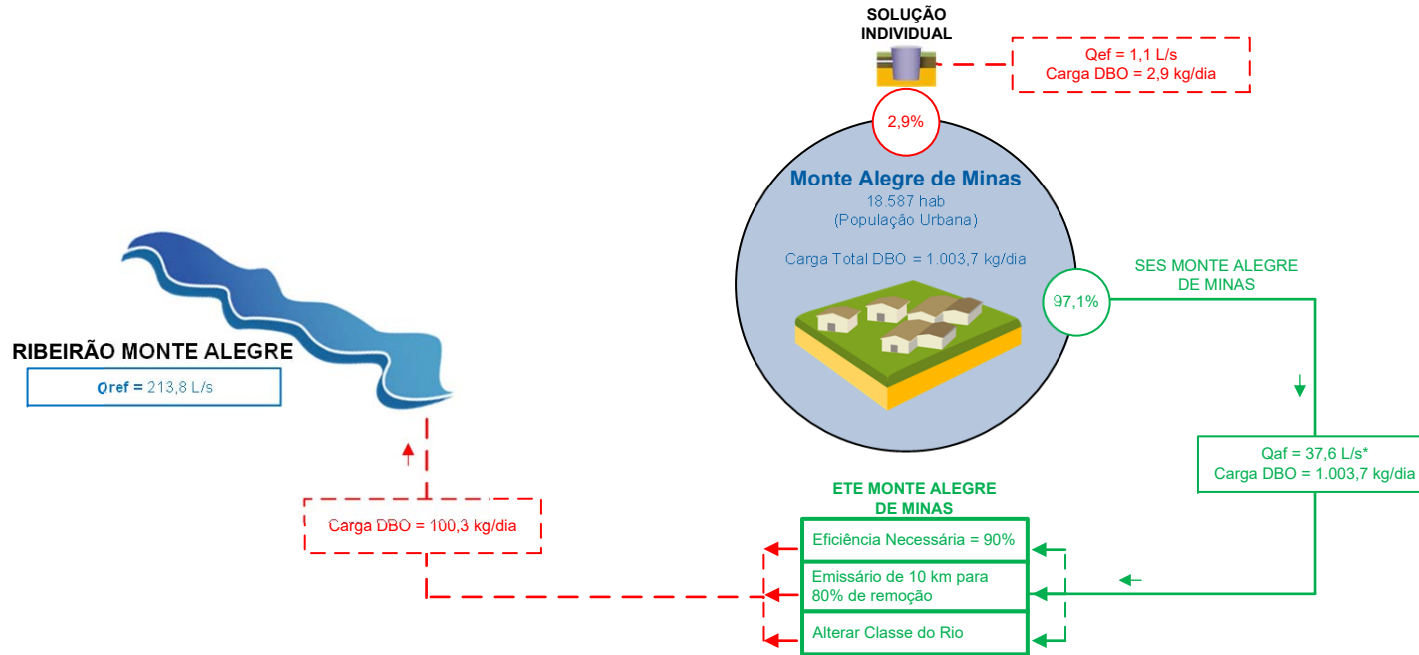 SOLUÇÃO
INDIVIDUAL
Qef = 1,1 L/s
Carga DBO = 2,9 kg/dia
2,9%
Monte Alegre de Minas
18.587 hab
(População Urbana)
Carga Total DBO = 1.003,7 kg/dia
97,1%
SES MONTE ALEGRE
DE MINAS
RIBEIRÃO MONTE ALEGRE
Qref = 213,8 L/s
Qaf = 37,6 L/s*
Carga DBO = 1.003,7 kg/dia
ETE MONTE ALEGRE
DE MINAS
Eficiência Necessária = 90%
Emissário de 10 km para
80% de remoção
Alterar Classe do Rio
Carga DBO = 100,3 kg/dia